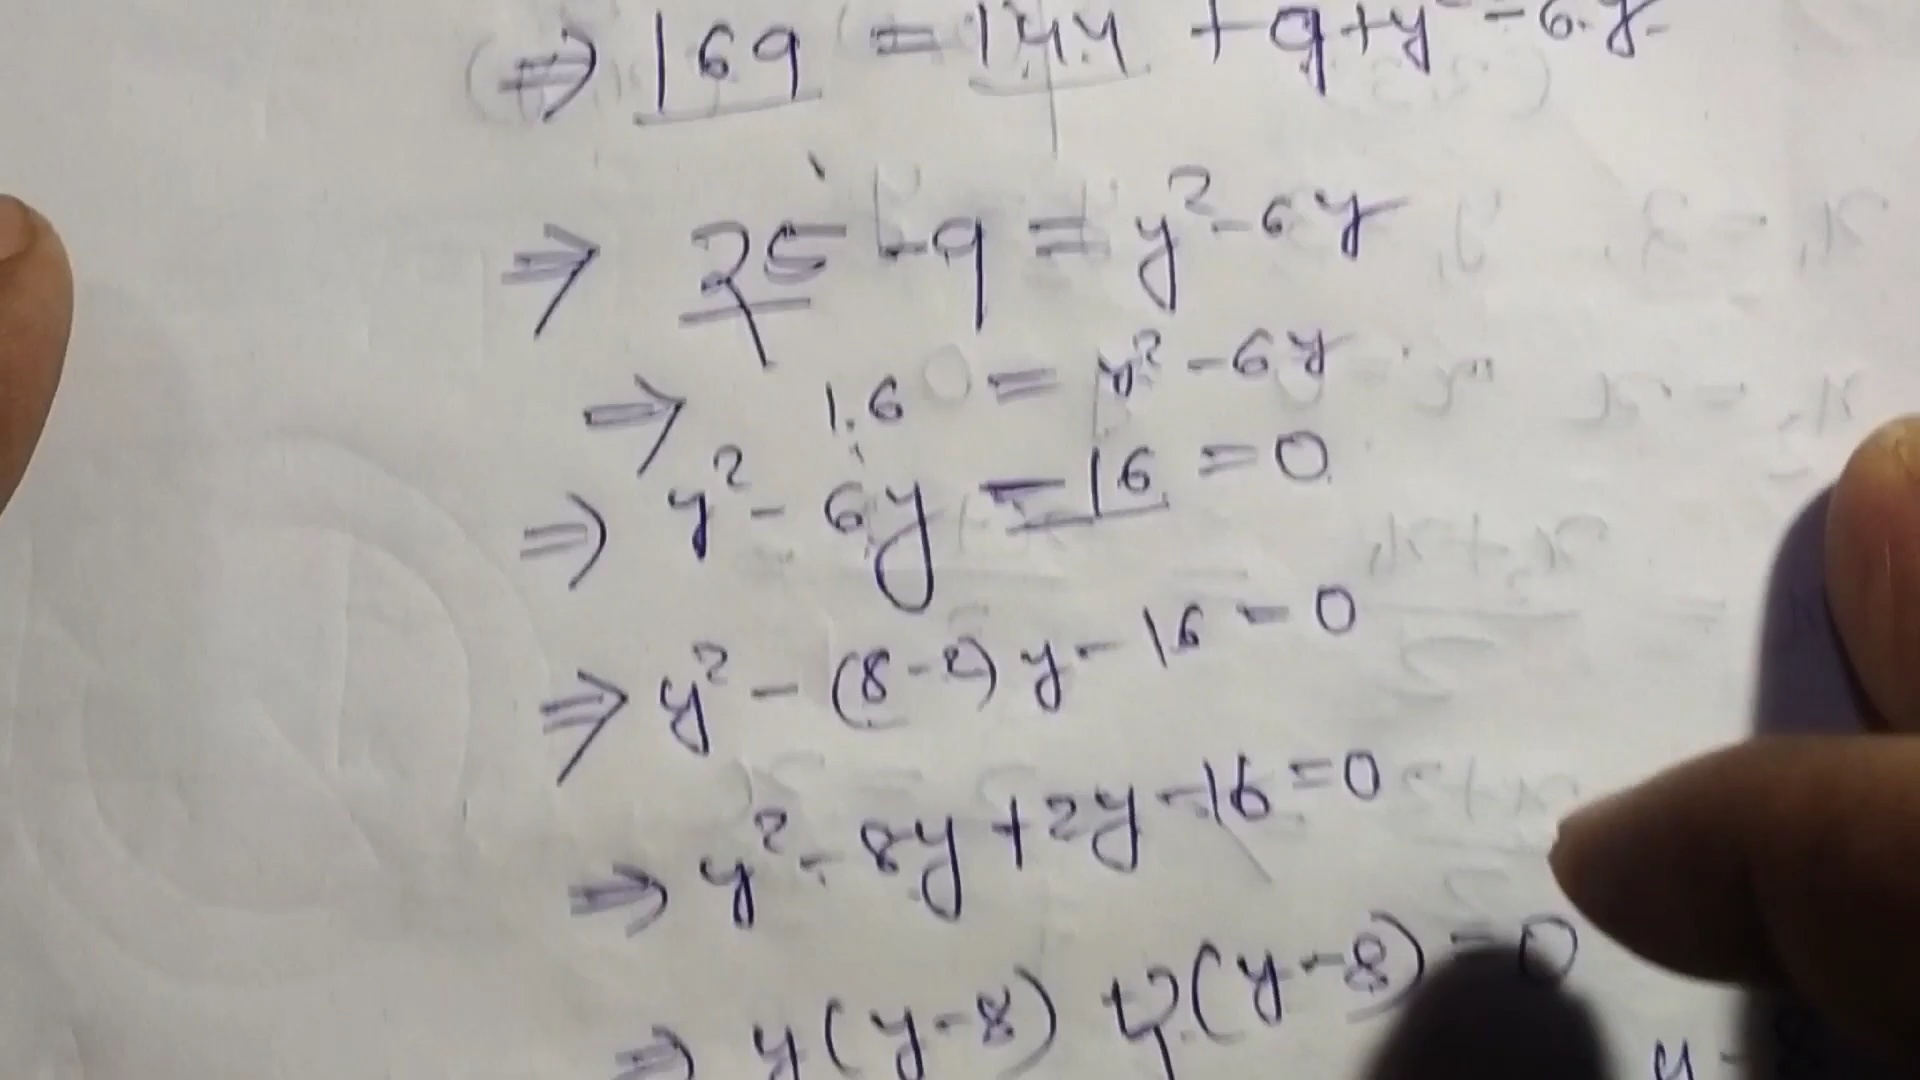 ⇒ 169 = 144 + 9 + y² - 6.y.
⇒ 25 - 9 = y² - 6y
⇒ 16 = y² - 6y
⇒ y² - 6y - 16 = 0
⇒ y² - (8-2) y - 16 = 0
⇒ y² - 8y + 2y - 16 = 0
⇒ y(y-8) +2(y-8) = 0